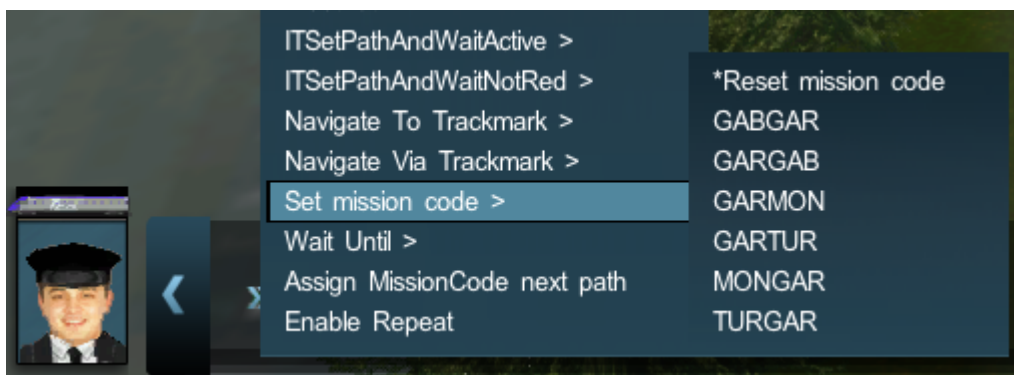 ITSetPathAndWaitActive >
ITSetPathAndWaitNotRed >
Navigate To Trackmark >
Navigate Via Trackmark >
Set mission code >
Wait Until >
Assign MissionCode next path
Enable Repeat
*Reset mission code
GABGAR
GARGAB
GARMON
GARTUR
MONGAR
TURGAR